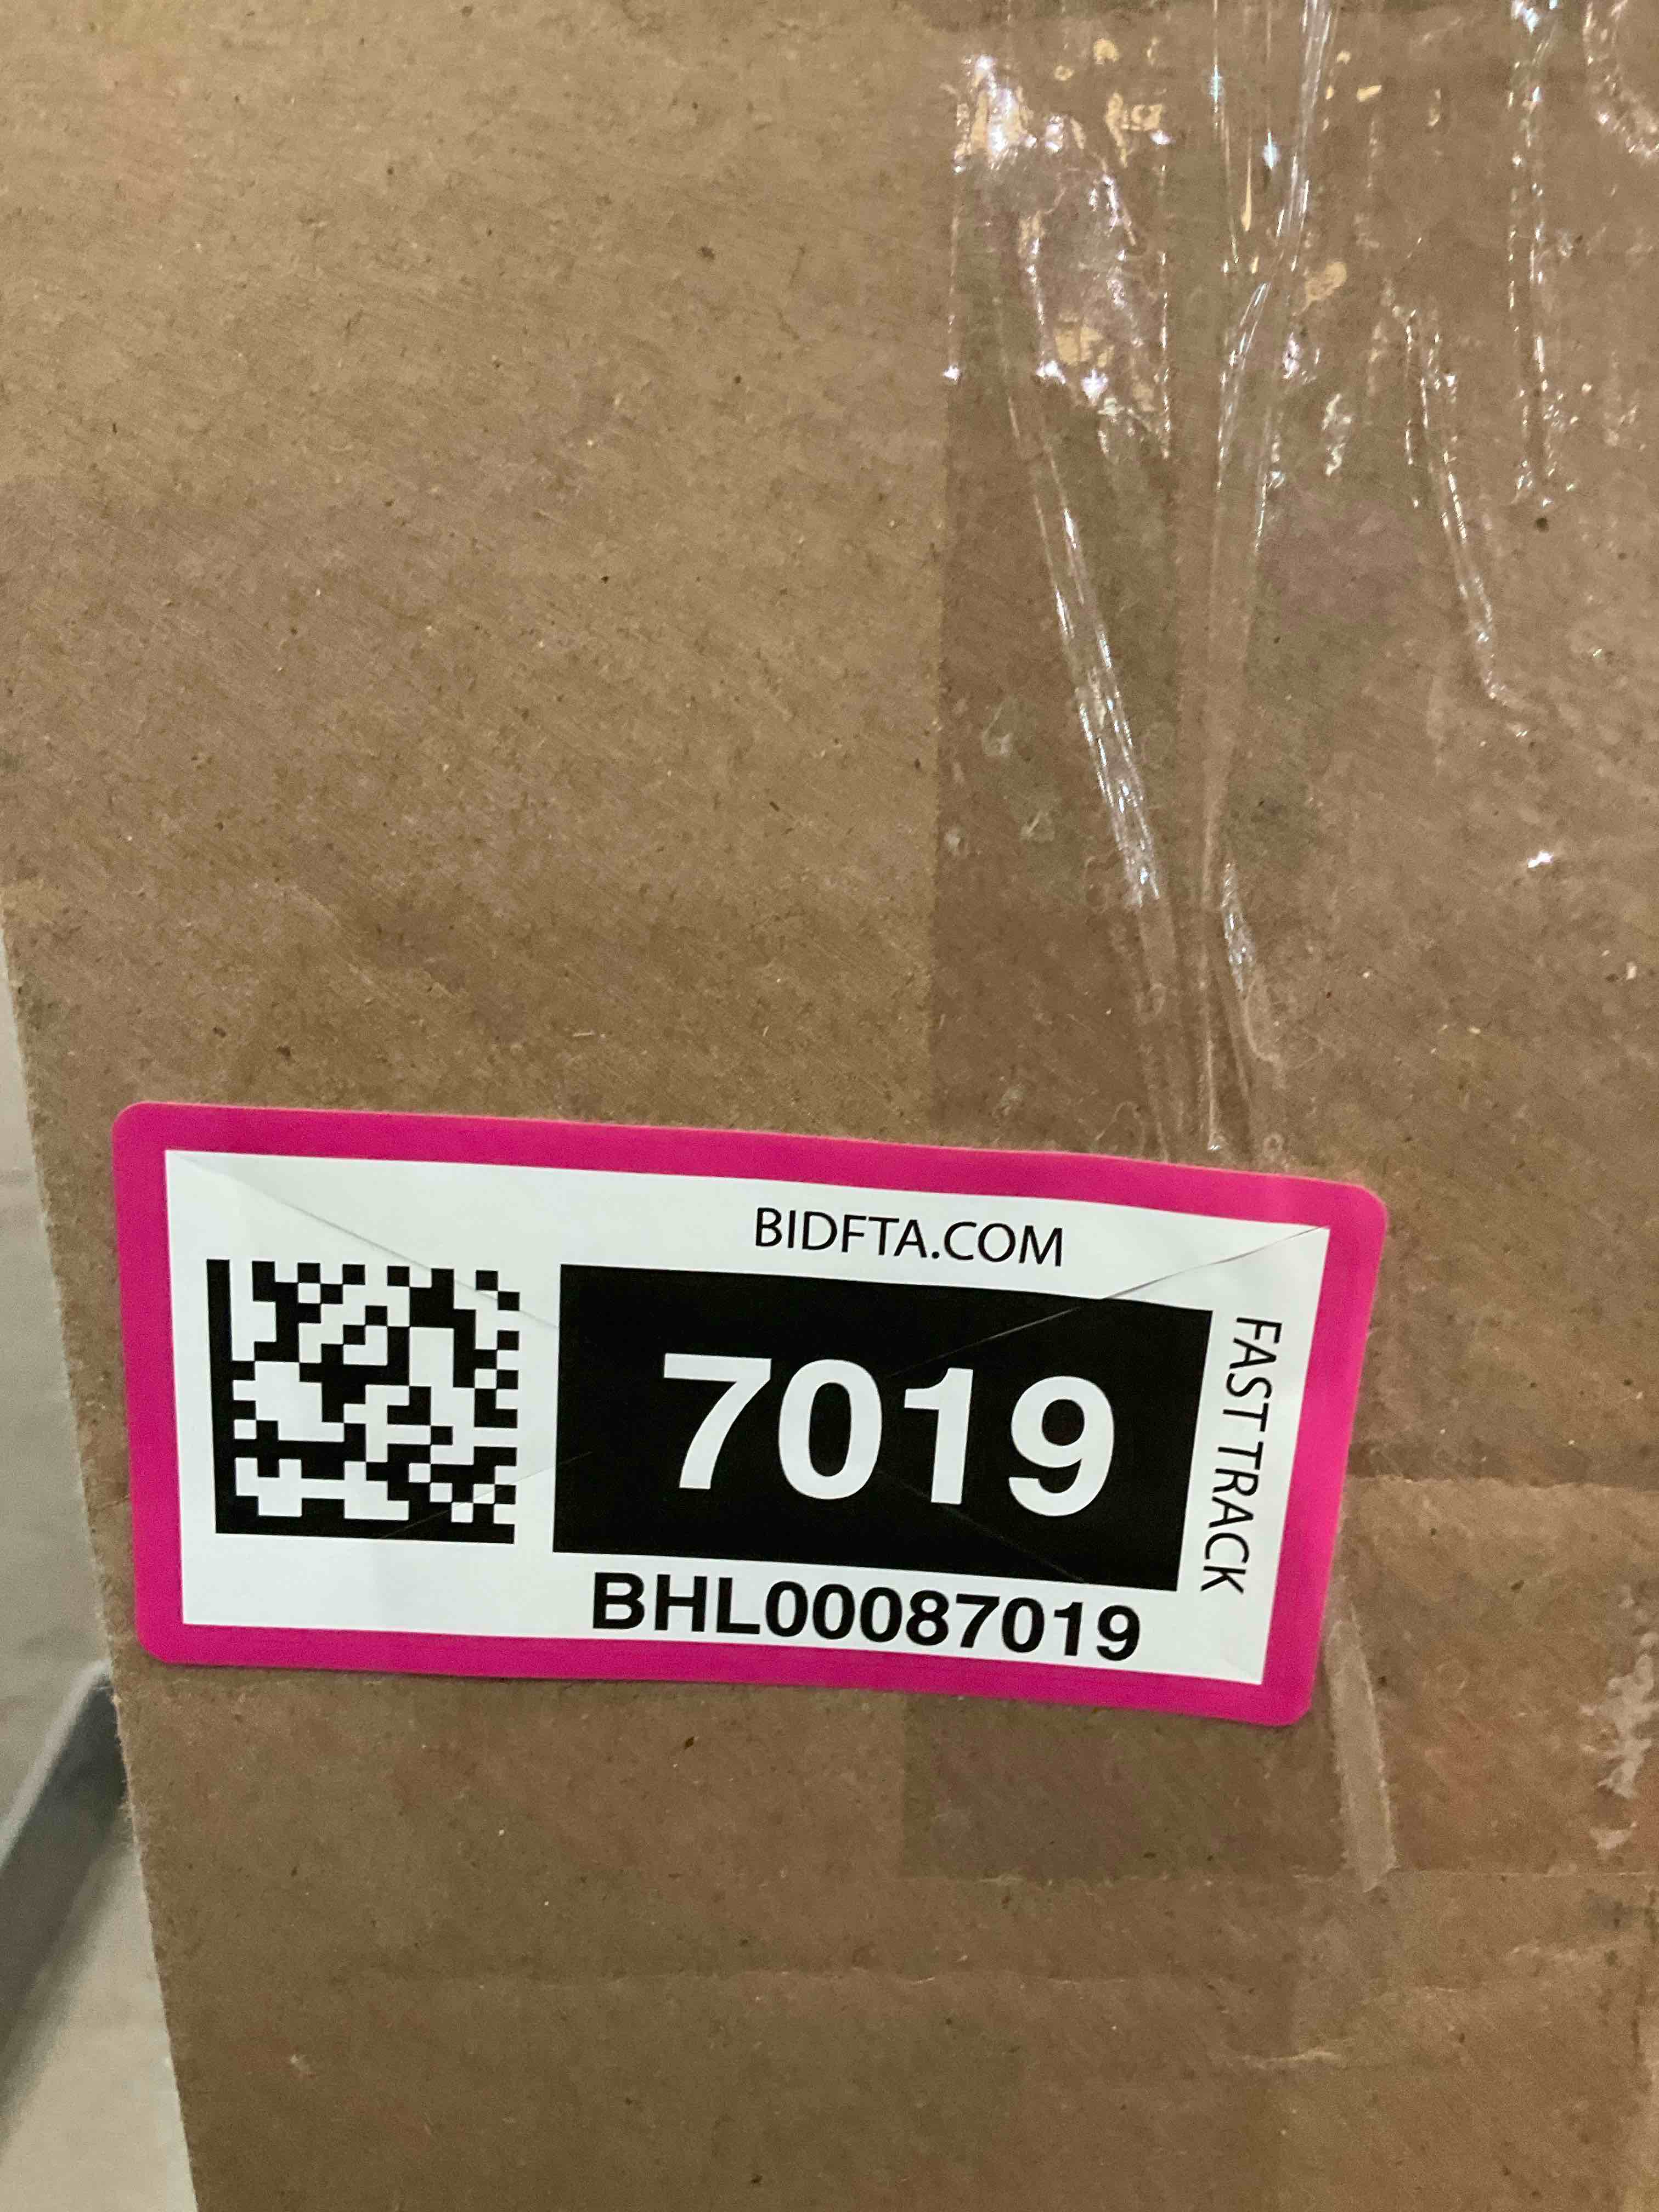 BIDFTA.COM
7019
FAST TRACK
BHL00087019